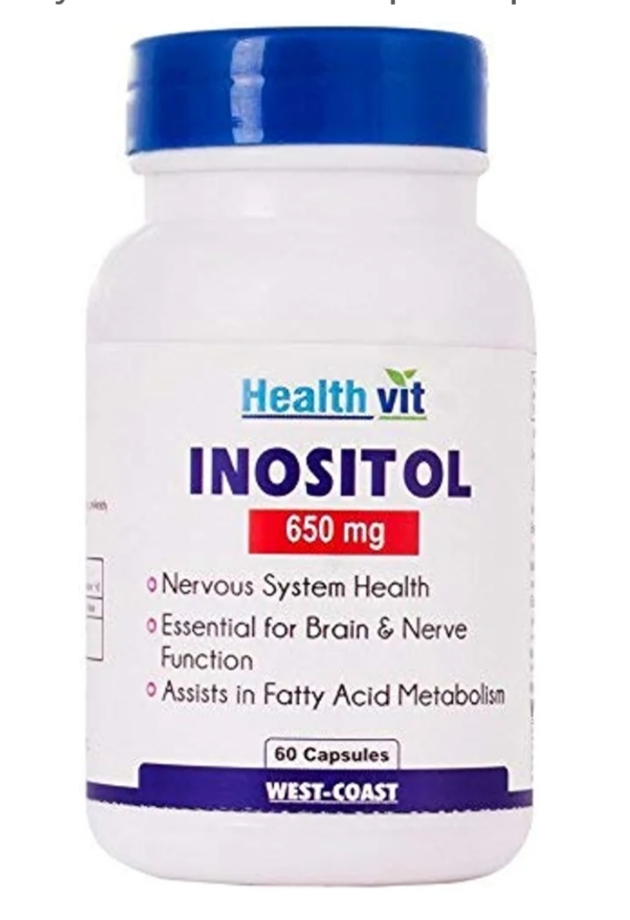 Health vit
INOSITOL
650 mg
Nervous System Health
Essential for Brain & Nerve
Function
Assists in Fatty Acid Metabolism
60 Capsules
WEST-COAST